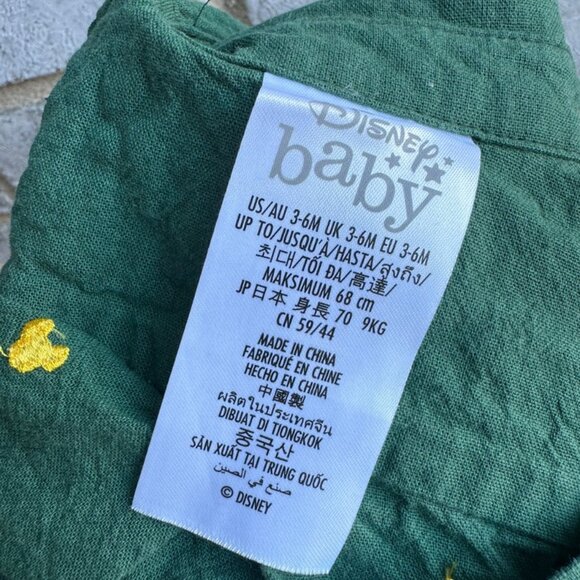 Disney
baby
US/AU 3-6M UK 3-6M EU 3-6M
UP TO/JUSQU'À/HASTA/สูงถึง/
최대/TỐI ĐA/高達/
MAKSIMUM 68 cm
JP日本 身長 70 9KG
CN 59/44
MADE IN CHINA
FABRIQUÉ EN CHINE
HECHO EN CHINA
中國製
ผลิตในประเทศจีน
DIBUAT DI TIONGKOK
중국산
SẢN XUẤT TẠI TRUNG QUỐC
صنع في الصين
© DISNEY